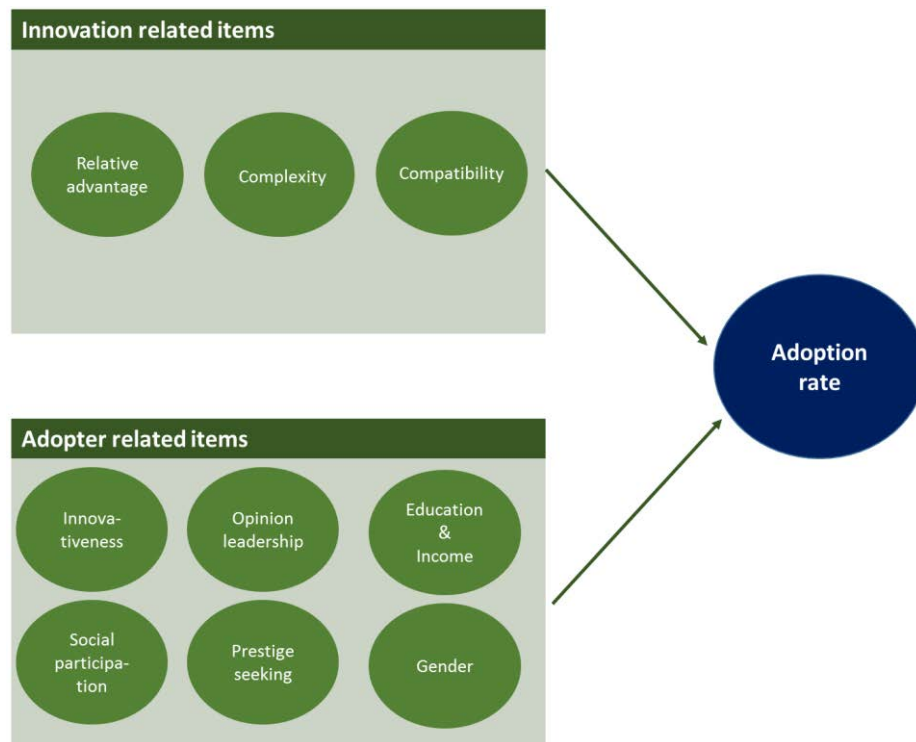 Innovation related items
Relative
advantage
Complexity
Compatibility
Adoption
rate
Adopter related items
Innova-
tiveness
Opinion
leadership
Education
&
Income
Social
participa-
tion
Prestige
seeking
Gender